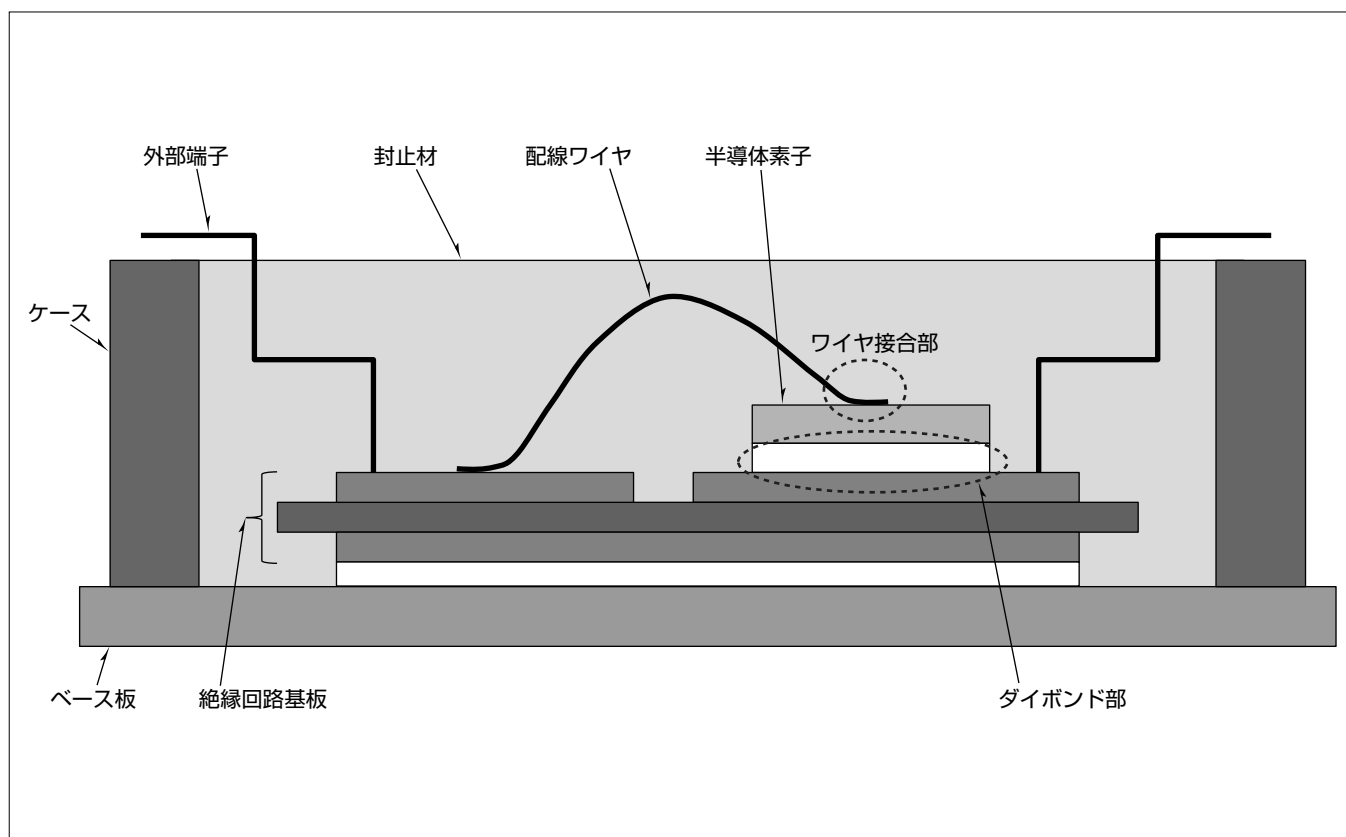 外部端子
封止材
配線ワイヤ
半導体素子
ケース
ワイヤ接合部
ベース板
絶縁回路基板
ダイボンド部